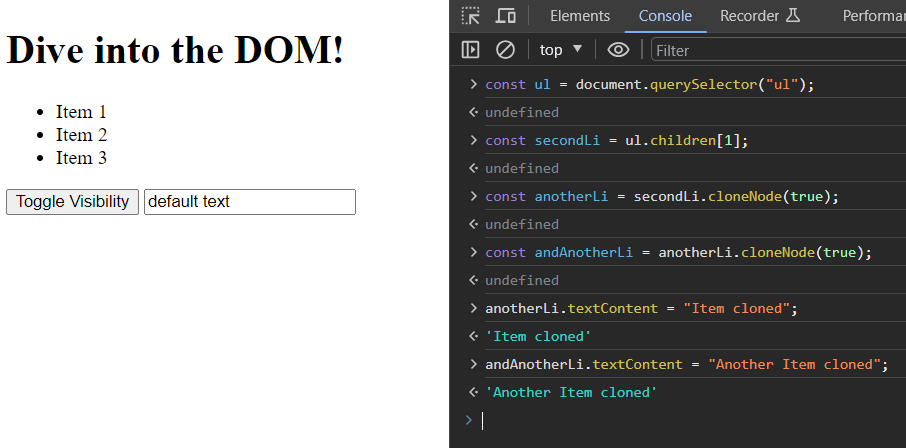 Dive into the DOM!
Item 1
Item 2
Item 3
Toggle Visibility
default text
Elements Console Recorder Performa
top Filter
const ul = document.querySelector("ul");
undefined
const secondLi = ul.children[1];
undefined
const anotherLi = secondLi.cloneNode(true);
undefined
const andAnotherLi = anotherLi.cloneNode(true);
undefined
anotherLi.textContent = "Item cloned";
'Item cloned'
andAnotherLi.textContent = "Another Item cloned";
'Another Item cloned'